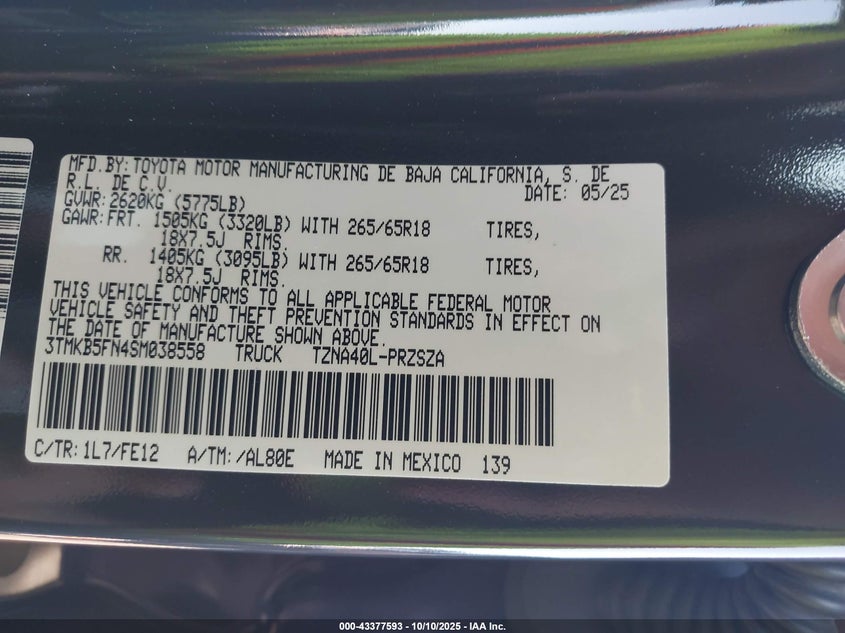 MFD.BY:TOYOTA MOTOR MANUFACTURING DE BAJA CALIFORNIA, S. DE
R.L. DE C.V. DATE: 05/25
GVWR:2620KG (5775LB)
GAWR:FRT. 1505KG (3320LB) WITH 265/65R18 TIRES,
18X7.5J RIMS.
RR. 1405KG (3095LB) WITH 265/65R18 TIRES,
18X7.5J RIMS.
THIS VEHICLE CONFORMS TO ALL APPLICABLE FEDERAL MOTOR
VEHICLE SAFETY AND THEFT PREVENTION STANDARDS IN EFFECT ON
THE DATE OF MANUFACTURE SHOWN ABOVE.
3TMKB5FN4SM038558 TRUCK TZNA40L-PRZSZA
C/TR:1L7/FE12 A/TM:/AL80E MADE IN MEXICO 139
000-43377593 - 10/10/2025 - IAA Inc.